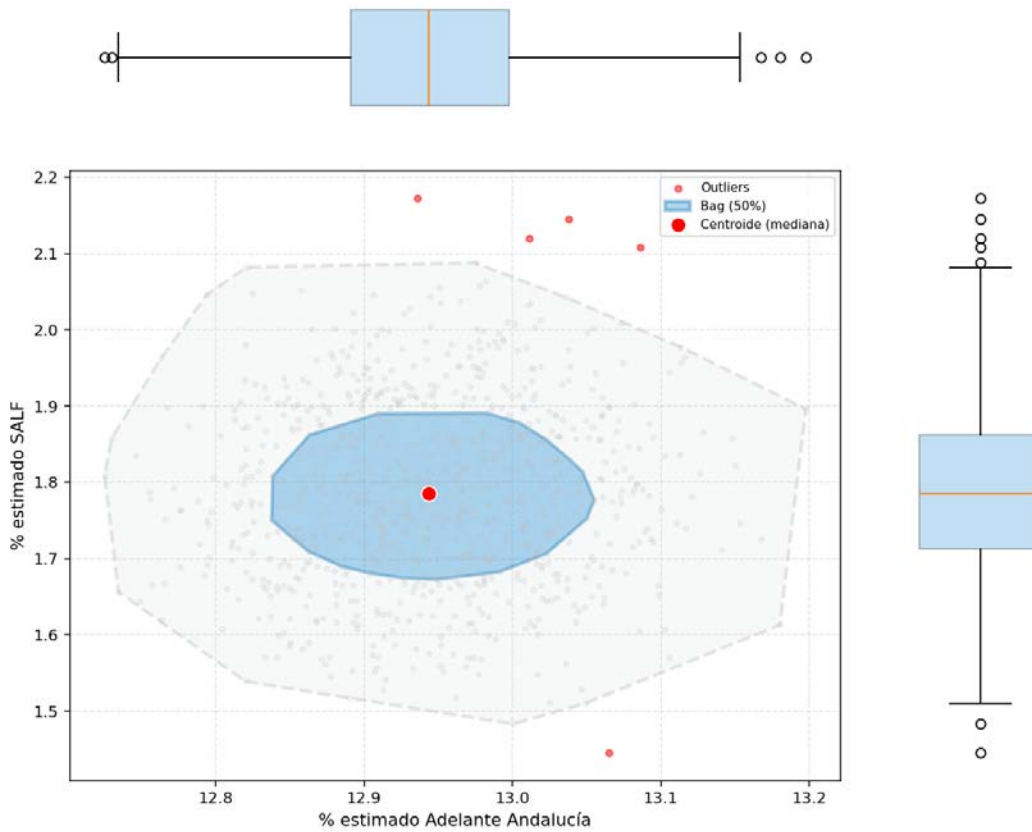 2.2
2.1
2.0
1.9
1.8
1.7
1.6
1.5
% estimado SALF
Outliers
Bag (50%)
Centroide (mediana)
12.8
12.9
13.0
13.1
13.2
% estimado Adelante Andalucía